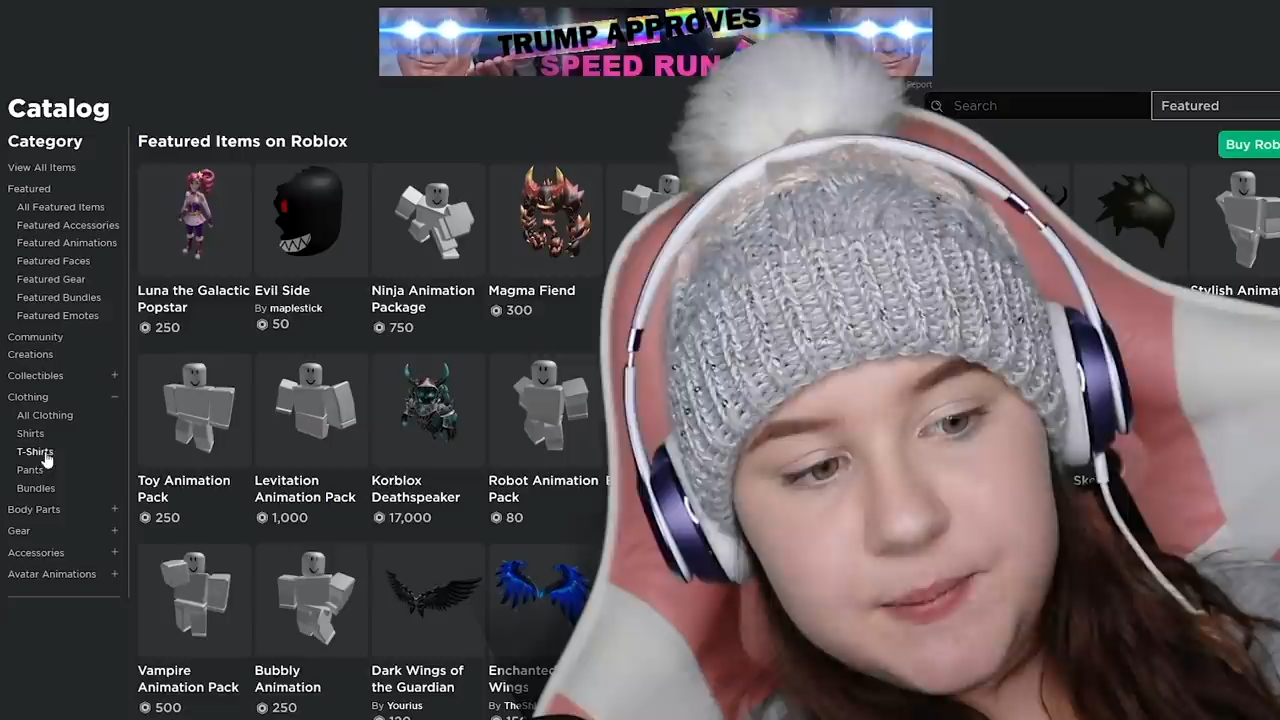 TRUMP APPROVES
SPEED RUN
Report
Catalog
Search
Featured
Category
Featured Items on Roblox
Buy Rob
View All Items
Featured
All Featured Items
Featured Accessories
Featured Animations
Featured Faces
Featured Gear
Featured Bundles
Featured Emotes
Community
Creations
Collectibles +
Clothing –
All Clothing
Shirts
T-Shirts
Pants
Bundles
Body Parts +
Gear +
Accessories +
Avatar Animations +
Luna the Galactic
Popstar
250
Evil Side
By maplestick
50
Ninja Animation
Package
750
Magma Fiend
300
Stylish Anima
Toy Animation
Pack
250
Levitation
Animation Pack
1,000
Korblox
Deathspeaker
17,000
Robot Animation
Pack
80
Ske
Vampire
Animation Pack
500
Bubbly
Animation
250
Dark Wings of
the Guardian
By Yourius
Enchanted
Wings